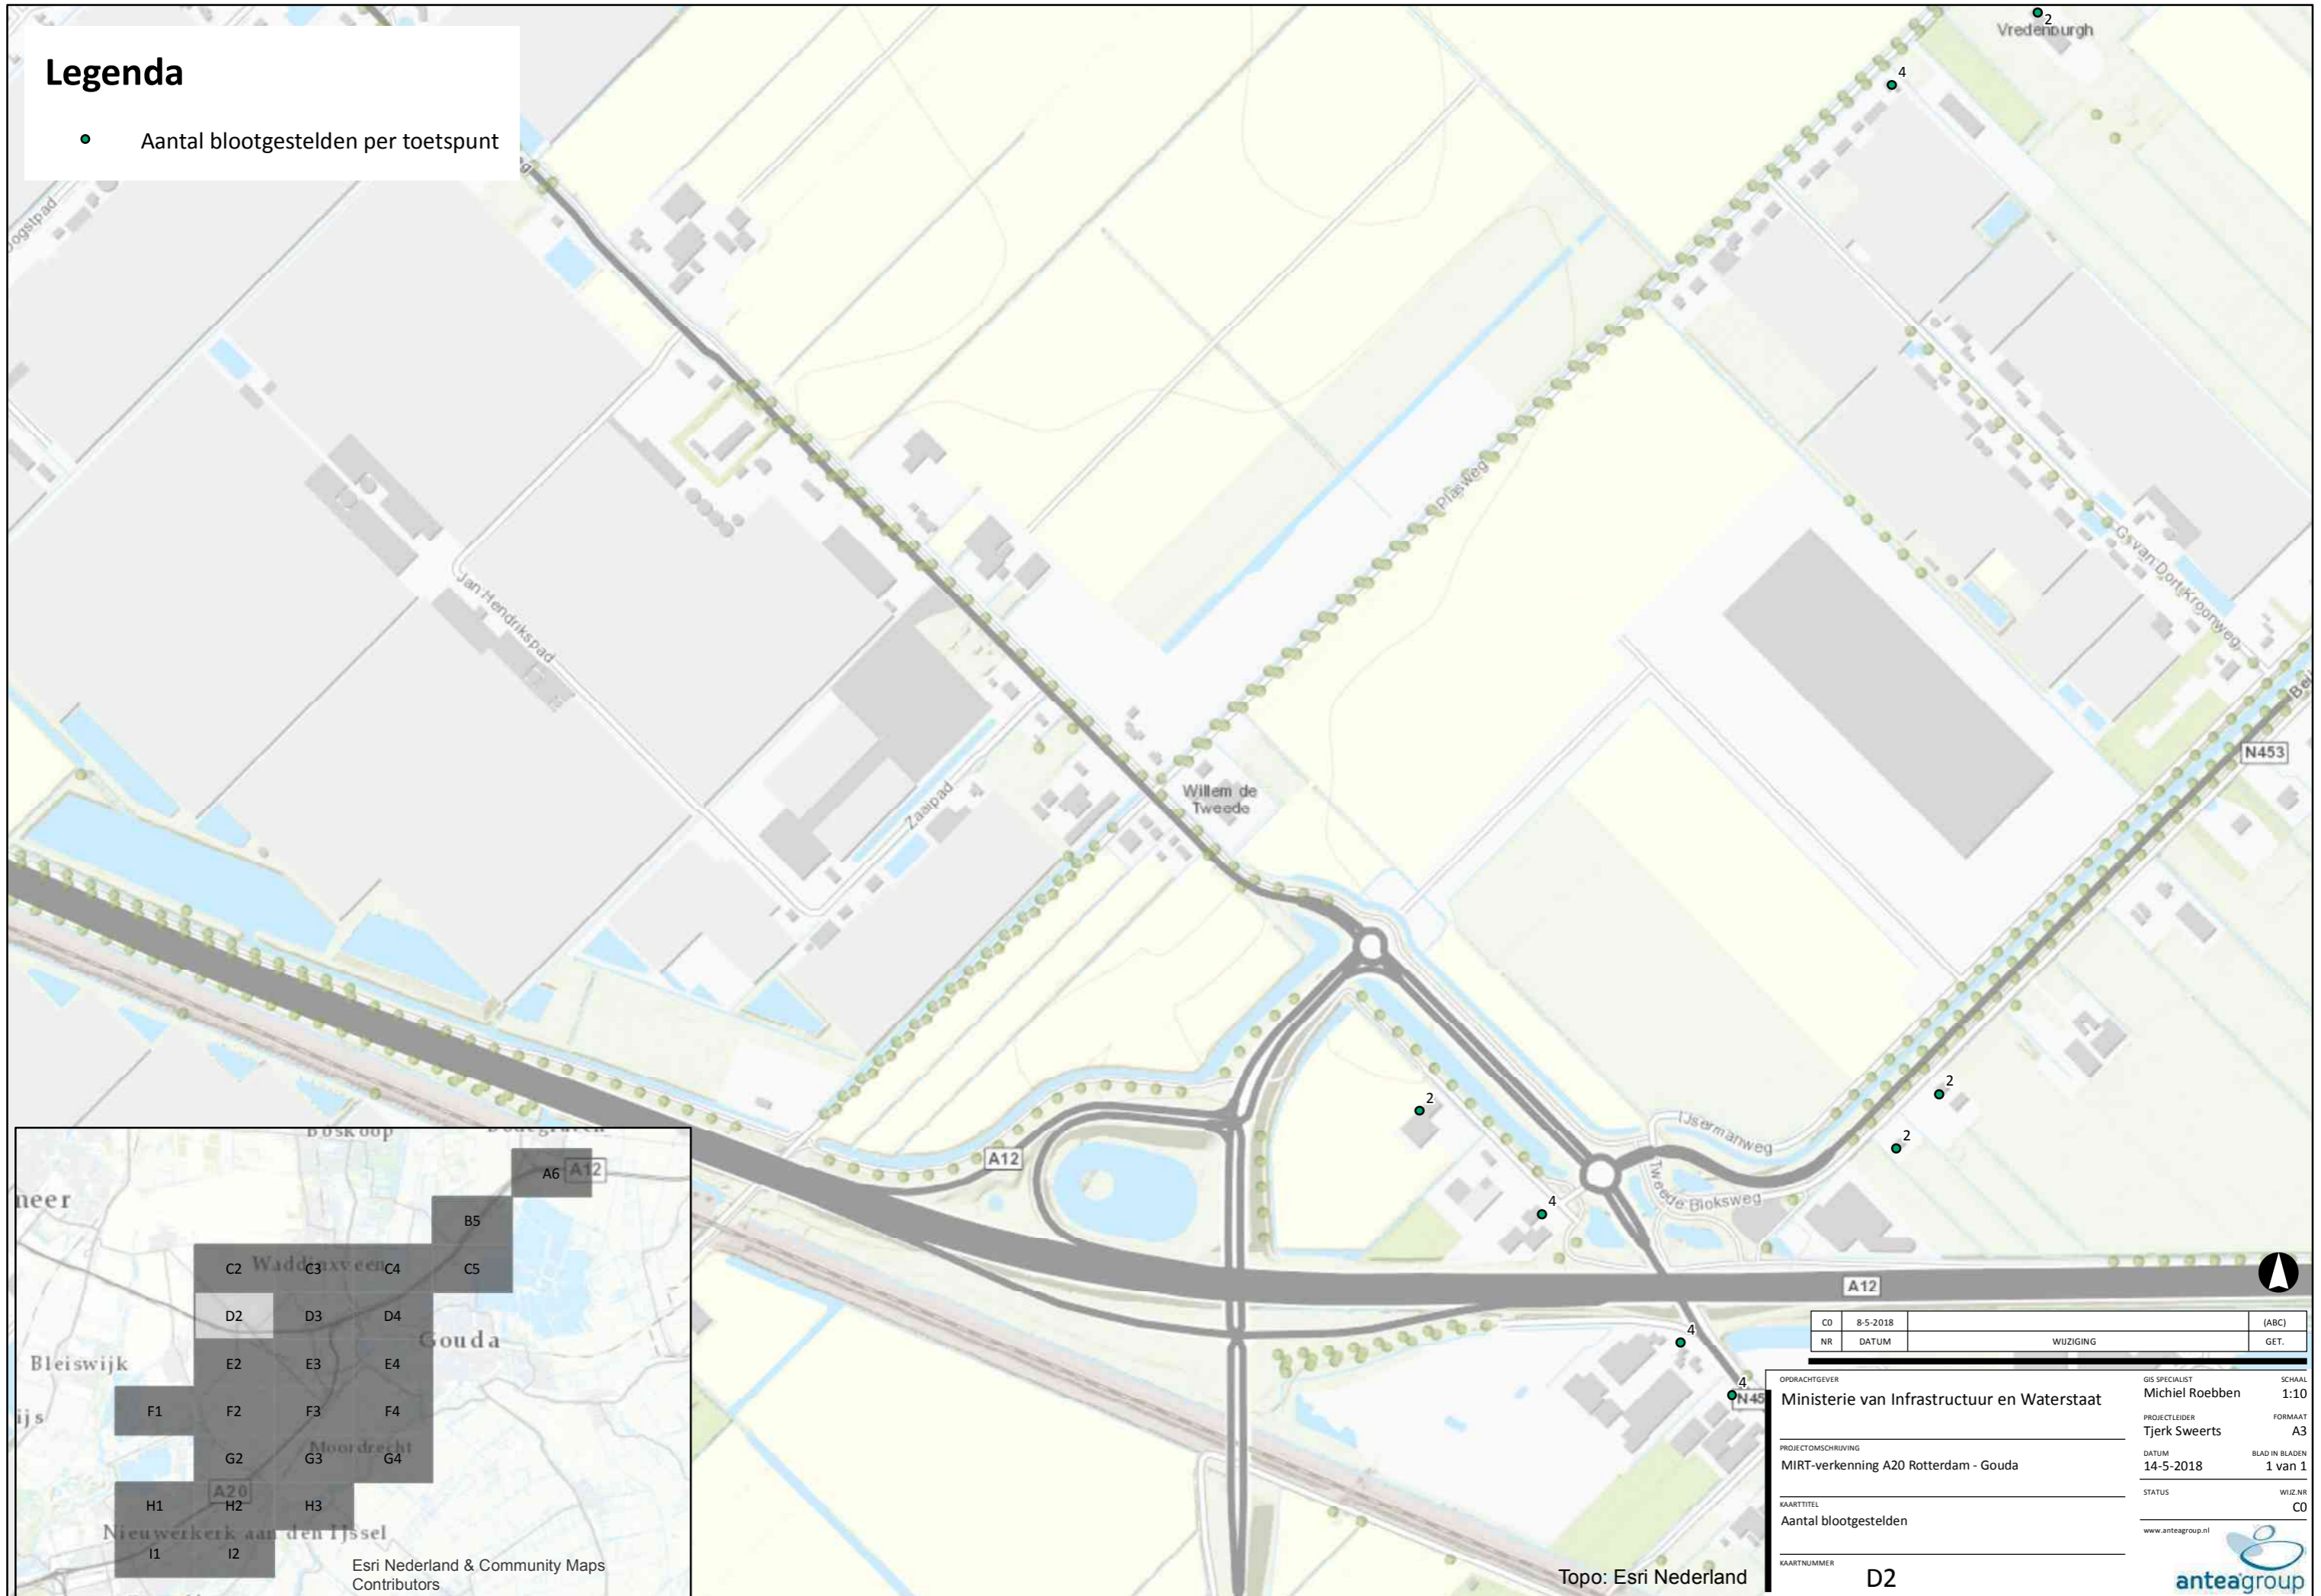 Legenda
Aantal blootgestelden per toetspunt
2
Vredenburgh
4
Plasweg
G. van Dort Kroonweg
Jan Hendrikspad
Zaaipad
Willem de
Tweede
N453
2
2
2
IJsermanweg
Tweede Bloksweg
A12
4
A12
4
4
N45
Boskoop
A6
A12
B5
neer
C2
Waddinxveen
C3
C4
C5
D2
D3
D4
Gouda
Bleiswijk
E2
E3
E4
F1
F2
F3
F4
ijs
G2
Moordrecht
G3
G4
A20
H1
H2
H3
Nieuwerkerk aan den IJssel
I1
I2
Esri Nederland & Community Maps
Contributors
Topo: Esri Nederland
C0 8-5-2018 (ABC)
NR DATUM WIJZIGING GET.
OPDRACHTGEVER
Ministerie van Infrastructuur en Waterstaat
PROJECTOMSCHRIJVING
MIRT-verkenning A20 Rotterdam - Gouda
KAARTTITEL
Aantal blootgestelden
KAARTNUMMER
D2
GIS SPECIALIST SCHAAL
Michiel Roebben 1:10
PROJECTLEIDER FORMAAT
Tjerk Sweerts A3
DATUM BLAD IN BLADEN
14-5-2018 1 van 1
STATUS WIJZ.NR
C0
www.anteagroup.nl
anteagroup